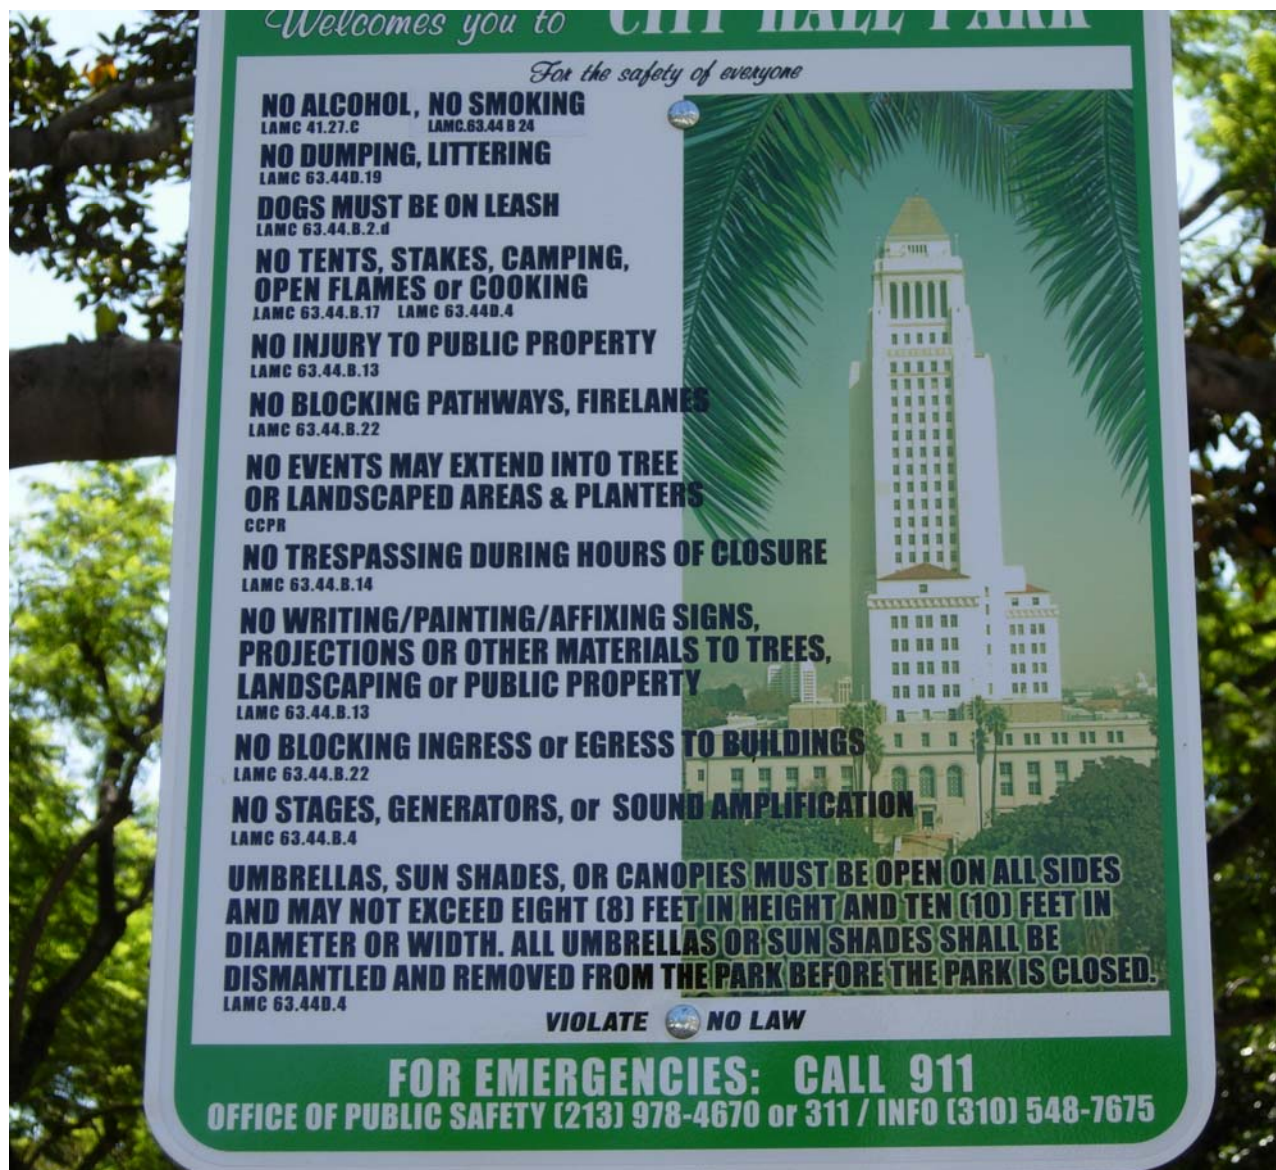 Welcomes you to CITY HALL PARK
For the safety of everyone
NO ALCOHOL, NO SMOKING
LAMC 41.27.C LAMC.63.44 B 24
NO DUMPING, LITTERING
LAMC 63.44D.19
DOGS MUST BE ON LEASH
LAMC 63.44.B.2.d
NO TENTS, STAKES, CAMPING,
OPEN FLAMES or COOKING
LAMC 63.44.B.17 LAMC 63.44D.4
NO INJURY TO PUBLIC PROPERTY
LAMC 63.44.B.13
NO BLOCKING PATHWAYS, FIRELANES
LAMC 63.44.B.22
NO EVENTS MAY EXTEND INTO TREE
OR LANDSCAPED AREAS & PLANTERS
CCPR
NO TRESPASSING DURING HOURS OF CLOSURE
LAMC 63.44.B.14
NO WRITING/PAINTING/AFFIXING SIGNS,
PROJECTIONS OR OTHER MATERIALS TO TREES,
LANDSCAPING or PUBLIC PROPERTY
LAMC 63.44.B.13
NO BLOCKING INGRESS or EGRESS TO BUILDINGS
LAMC 63.44.B.22
NO STAGES, GENERATORS, or SOUND AMPLIFICATION
LAMC 63.44.B.4
UMBRELLAS, SUN SHADES, OR CANOPIES MUST BE OPEN ON ALL SIDES
AND MAY NOT EXCEED EIGHT (8) FEET IN HEIGHT AND TEN (10) FEET IN
DIAMETER OR WIDTH. ALL UMBRELLAS OR SUN SHADES SHALL BE
DISMANTLED AND REMOVED FROM THE PARK BEFORE THE PARK IS CLOSED.
LAMC 63.44D.4
VIOLATE NO LAW
FOR EMERGENCIES: CALL 911
OFFICE OF PUBLIC SAFETY (213) 978-4670 or 311 / INFO (310) 548-7675